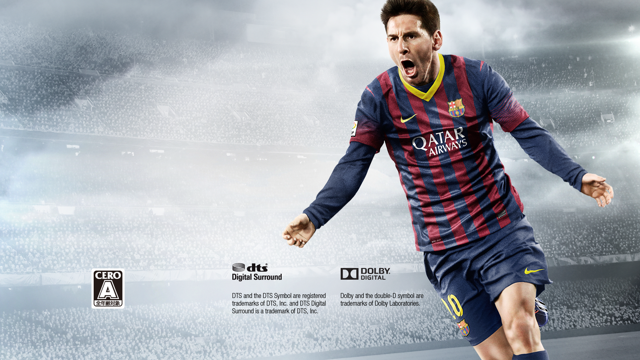 QATAR
AIRWAYS
10
CERO
A
全年齢対象
dts
Digital Surround
DTS and the DTS Symbol are registered
trademarks of DTS, Inc. and DTS Digital
Surround is a trademark of DTS, Inc.
DOLBY
DIGITAL
Dolby and the double-D symbol are
trademarks of Dolby Laboratories.